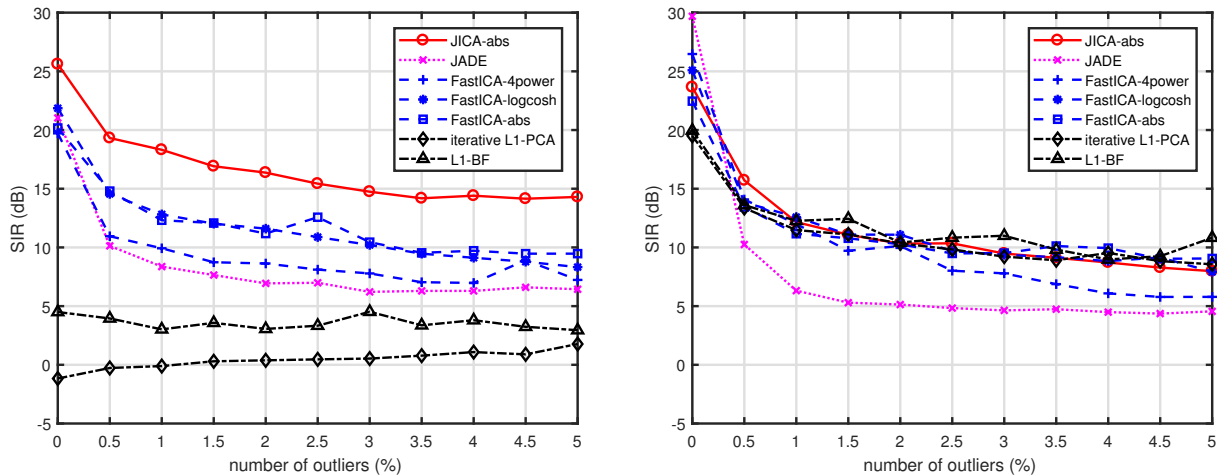 30
25
20
15
10
5
0
-5
SIR (dB)
0 0.5 1 1.5 2 2.5 3 3.5 4 4.5 5
number of outliers (%)
JICA-abs
JADE
FastICA-4power
FastICA-logcosh
FastICA-abs
iterative L1-PCA
L1-BF
30
25
20
15
10
5
0
-5
SIR (dB)
0 0.5 1 1.5 2 2.5 3 3.5 4 4.5 5
number of outliers (%)
JICA-abs
JADE
FastICA-4power
FastICA-logcosh
FastICA-abs
iterative L1-PCA
L1-BF